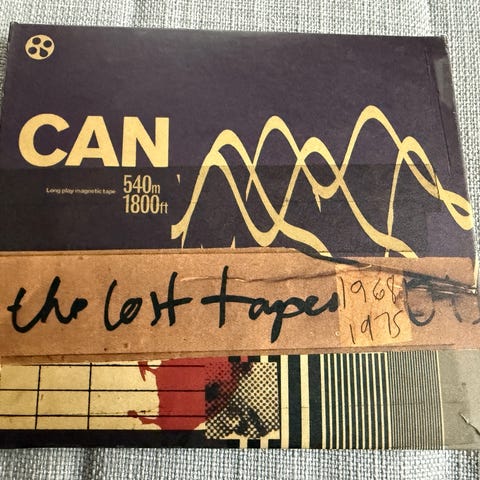 CAN
Long play magnetic tape 540m
1800ft
the lost tapes
1968
1975